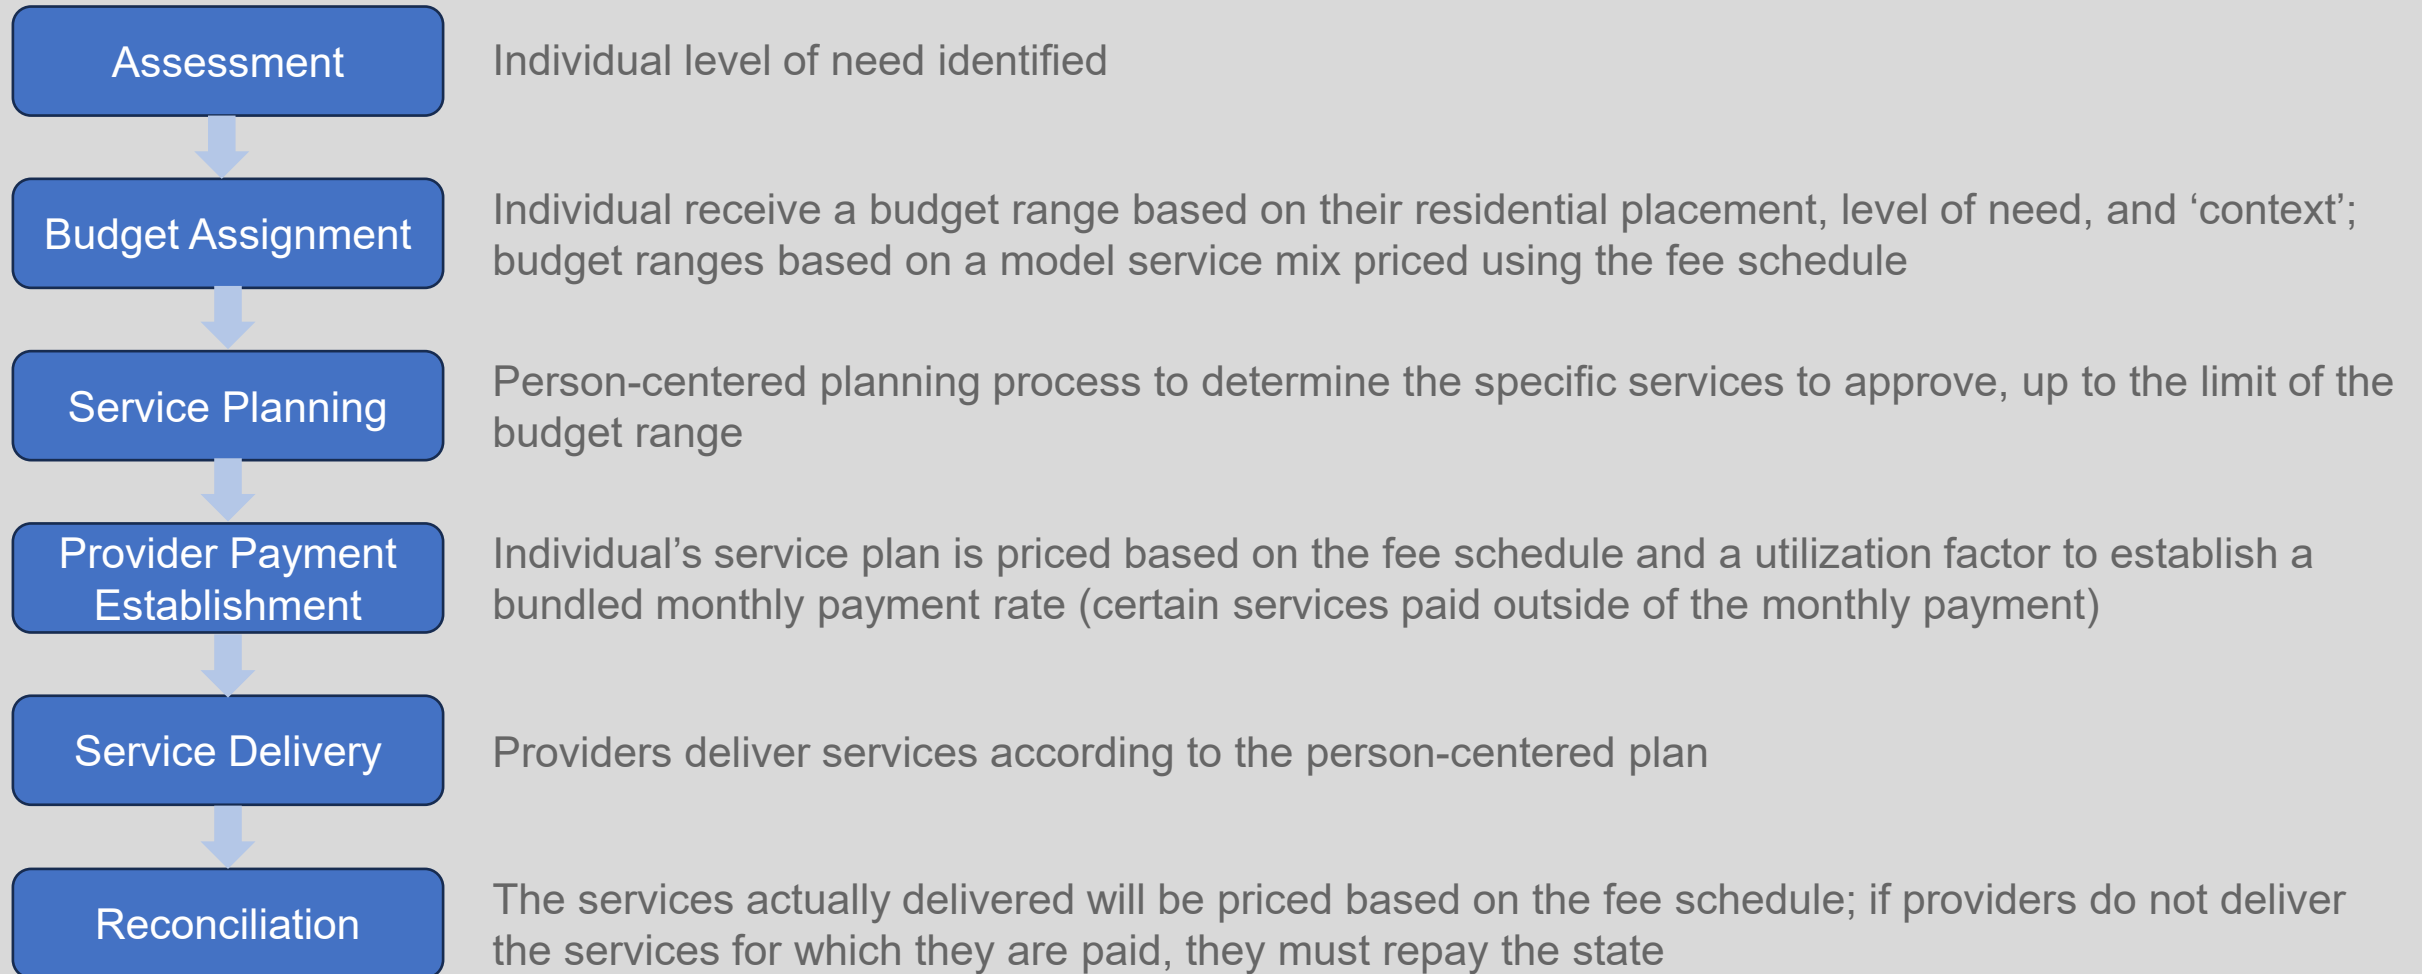 Assessment
Individual level of need identified
Budget Assignment
Individual receive a budget range based on their residential placement, level of need, and ‘context’;
budget ranges based on a model service mix priced using the fee schedule
Service Planning
Person-centered planning process to determine the specific services to approve, up to the limit of the
budget range
Provider Payment
Establishment
Individual’s service plan is priced based on the fee schedule and a utilization factor to establish a
bundled monthly payment rate (certain services paid outside of the monthly payment)
Service Delivery
Providers deliver services according to the person-centered plan
Reconciliation
The services actually delivered will be priced based on the fee schedule; if providers do not deliver
the services for which they are paid, they must repay the state